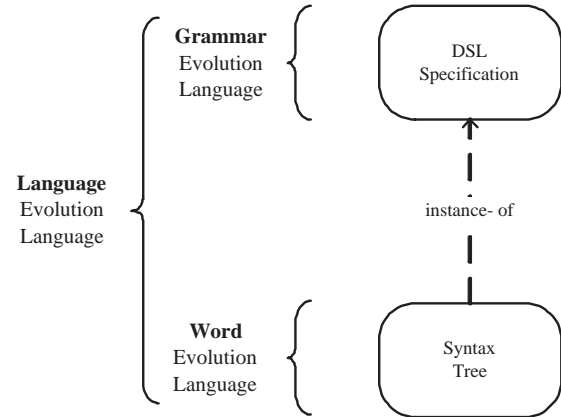 Grammar
Evolution
Language
DSL
Specification
Language
Evolution
Language
instance- of
Word
Evolution
Language
Syntax
Tree